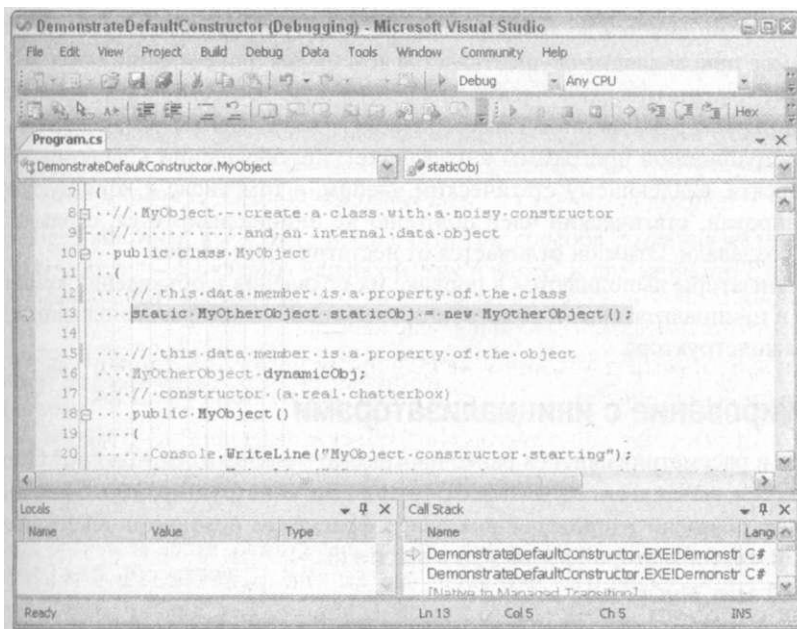 DemonstrateDefaultConstructor (Debugging) - Microsoft Visual Studio
File Edit View Project Build Debug Data Tools Window Community Help
Debug Any CPU
Hex
Program.cs
DemonstrateDefaultConstructor.MyObject staticObj
7
8 // MyObject - create a class with a noisy constructor
9 // and an internal data object
10 public class MyObject
11 {
12 // this data member is a property of the class
13 static MyOtherObject staticObj = new MyOtherObject();
14
15 // this data member is a property of the object
16 MyOtherObject dynamicObj;
17 // constructor (a real chatterbox)
18 public MyObject()
19 {
20 Console.WriteLine("MyObject constructor starting");
Locals
Name Value Type
Call Stack
Name Lang
DemonstrateDefaultConstructor.EXE!Demonstr C#
DemonstrateDefaultConstructor.EXE!Demonstr C#
[Native to Managed Transition]
Ready Ln 13 Col 5 Ch 5 INS